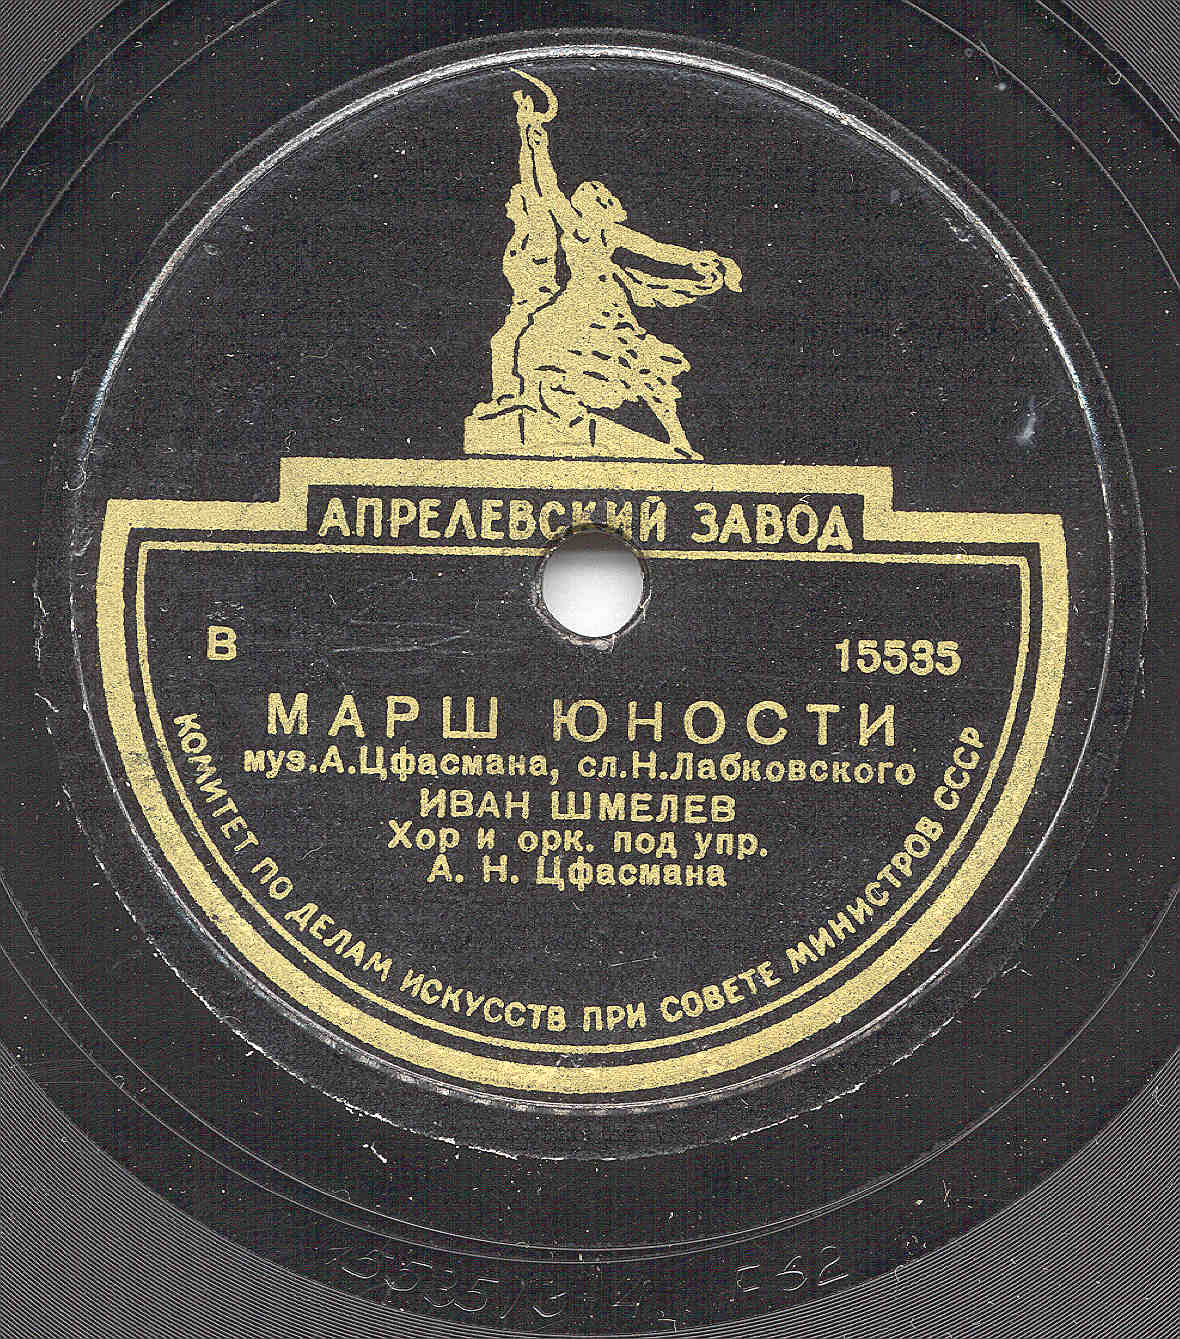 АПРЕЛЕВСКИЙ ЗАВОД
В
15535
МАРШ ЮНОСТИ
муз.А.Цфасмана, сл.Н.Лабковского
ИВАН ШМЕЛЕВ
Хор и орк. под упр.
А. Н. Цфасмана
КОМИТЕТ ПО ДЕЛАМ ИСКУССТВ ПРИ СОВЕТЕ МИНИСТРОВ СССР